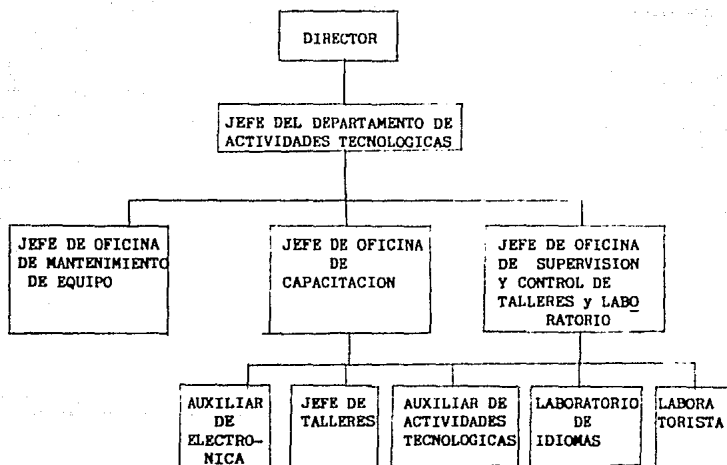 DIRECTOR
JEFE DEL DEPARTAMENTO DE
ACTIVIDADES TECNOLOGICAS
JEFE DE OFICINA
DE MANTENIMIENTO
DE EQUIPO
JEFE DE OFICINA
DE
CAPACITACION
JEFE DE OFICINA
DE SUPERVISION
Y CONTROL DE
TALLERES y LABO
RATORIO
AUXILIAR
DE
ELECTRO-
NICA
JEFE DE
TALLERES
AUXILIAR DE
ACTIVIDADES
TECNOLOGICAS
LABORATORIO
DE
IDIOMAS
LABORA
TORISTA